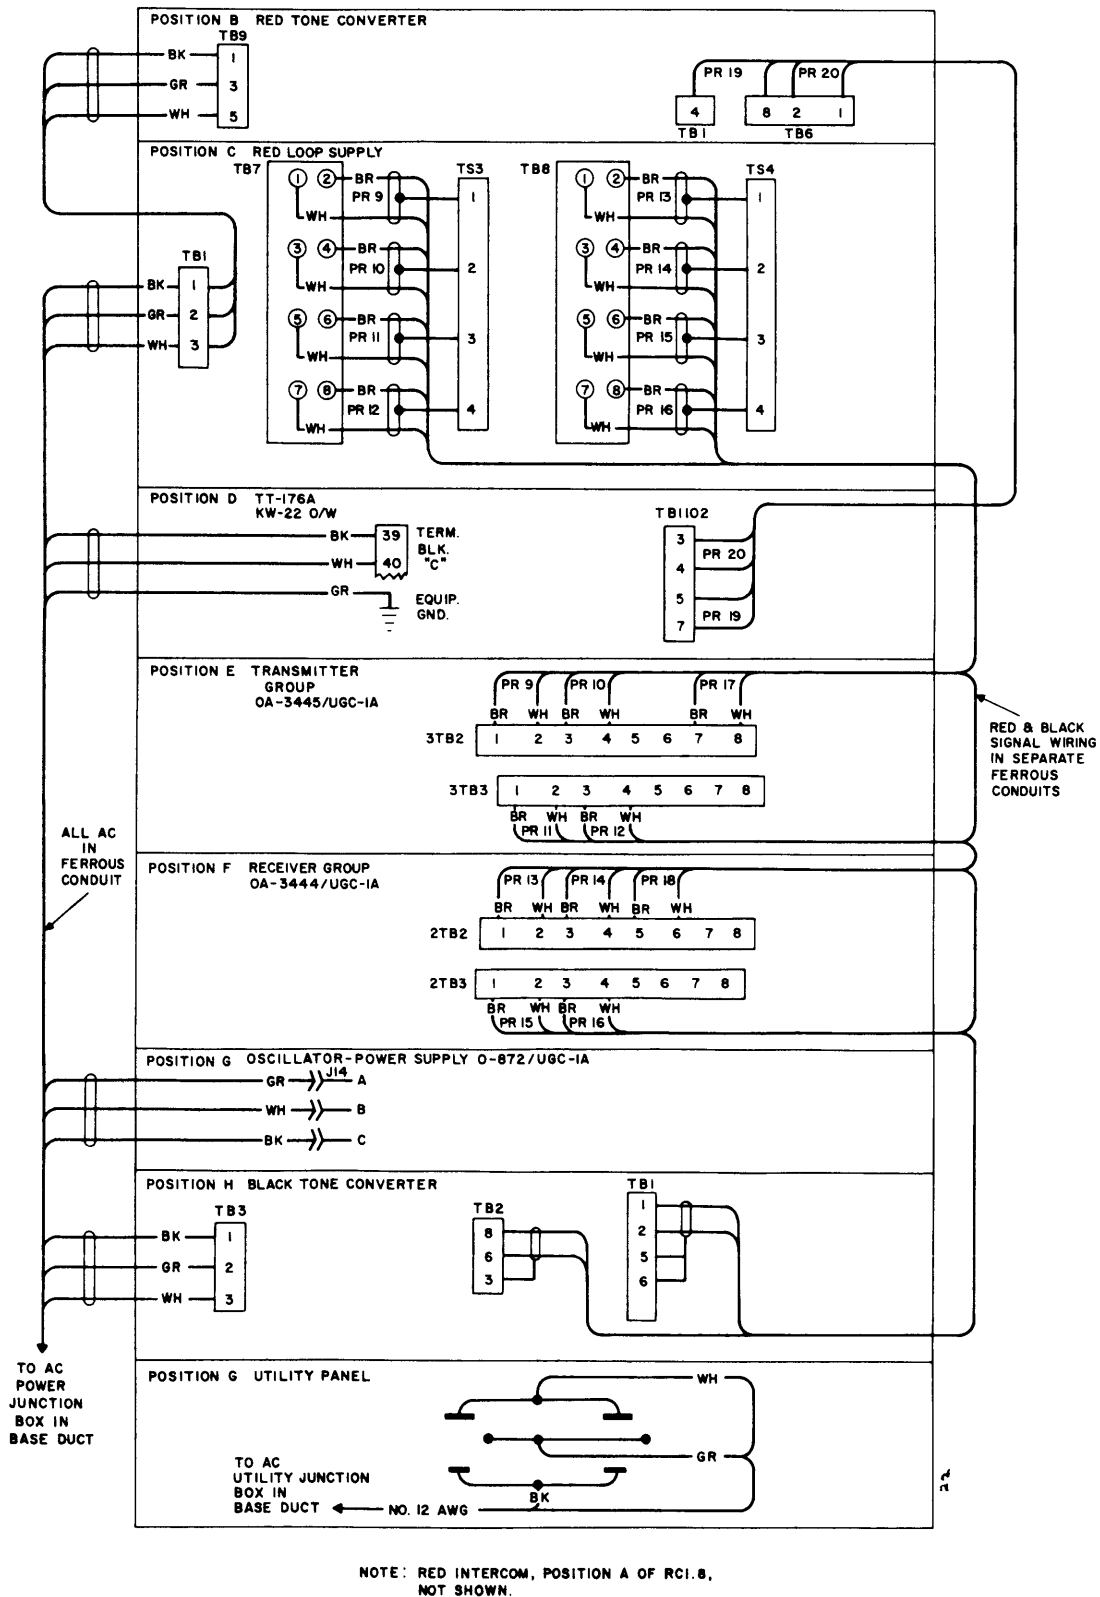 POSITION B RED TONE CONVERTER
TB9
BK 1
GR 3
WH 5
PR 19 PR 20
4 8 2 1
TB1 TB6
POSITION C RED LOOP SUPPLY
TB7 TS3 TB8 TS4
1 2 BR 1 2 BR
PR 9 1 PR 13 1
WH WH
3 4 BR 3 4 BR
PR 10 2 PR 14 2
WH WH
5 6 BR 5 6 BR
PR 11 3 PR 15 3
WH WH
7 8 BR 7 8 BR
PR 12 4 PR 16 4
WH WH
TB1
BK 1
GR 2
WH 3
POSITION D TT-176A
KW-22 O/W
BK 39 TERM.
BLK.
WH 40 "C"
GR EQUIP.
GND.
TB1102
3
PR 20
4
5
PR 19
7
POSITION E TRANSMITTER
GROUP
OA-3445/UGC-1A
PR 9 PR 10 PR 17
BR WH BR WH BR WH
3TB2 1 2 3 4 5 6 7 8
3TB3 1 2 3 4 5 6 7 8
BR WH BR WH
PR 11 PR 12
RED & BLACK
SIGNAL WIRING
IN SEPARATE
FERROUS
CONDUITS
ALL AC
IN
FERROUS
CONDUIT
POSITION F RECEIVER GROUP
OA-3444/UGC-1A
PR 13 PR 14 PR 18
BR WH BR WH BR WH
2TB2 1 2 3 4 5 6 7 8
2TB3 1 2 3 4 5 6 7 8
BR WH BR WH
PR 15 PR 16
POSITION G OSCILLATOR-POWER SUPPLY O-872/UGC-1A
J14
GR A
WH B
BK C
POSITION H BLACK TONE CONVERTER
TB3
BK 1
GR 2
WH 3
TB2
8
6
3
TB1
1
2
5
6
TO AC
POWER
JUNCTION
BOX IN
BASE DUCT
POSITION G UTILITY PANEL
WH
GR
BK
TO AC
UTILITY JUNCTION
BOX IN
BASE DUCT NO. 12 AWG
22
NOTE: RED INTERCOM, POSITION A OF RC1.8,
NOT SHOWN.